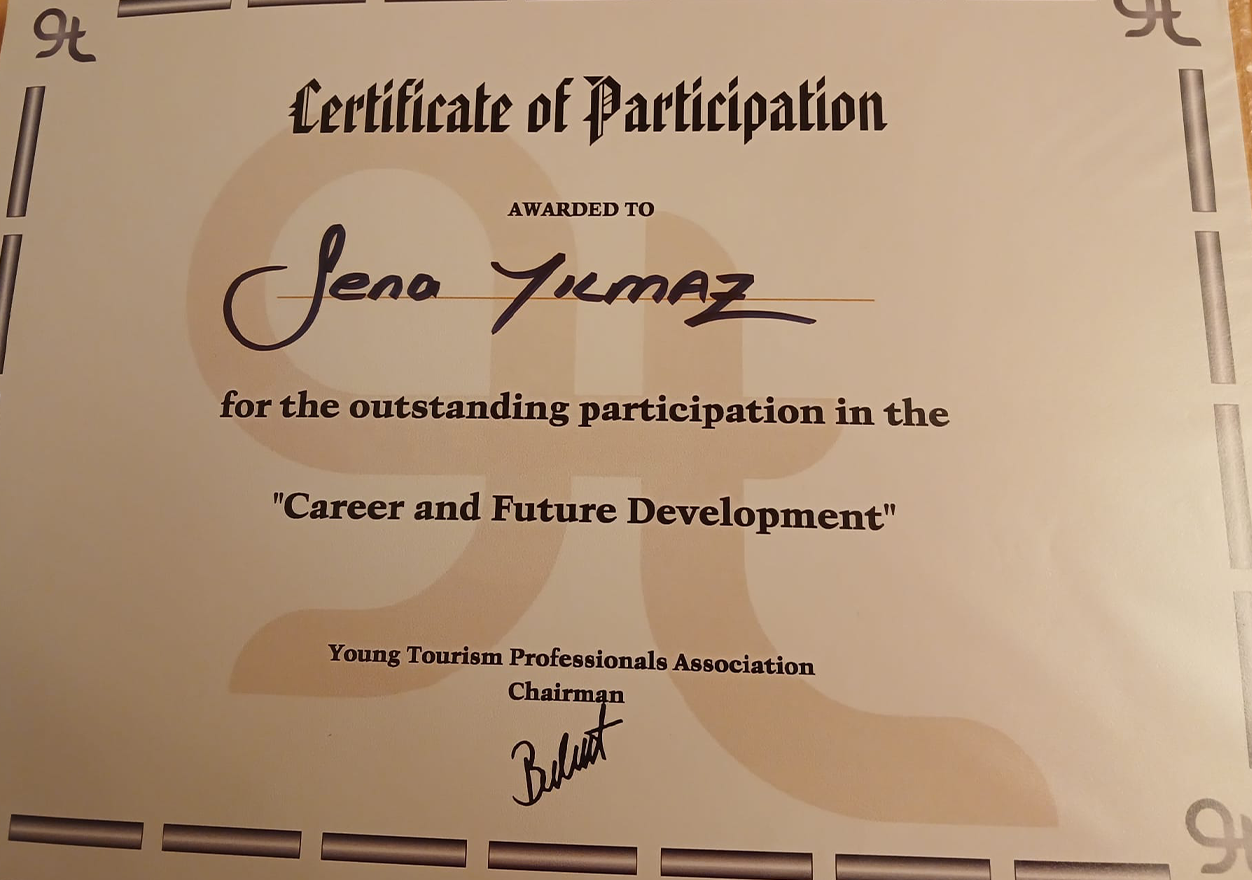 Certificate of Participation
AWARDED TO
Sena YILMAZ
for the outstanding participation in the
"Career and Future Development"
Young Tourism Professionals Association
Chairman